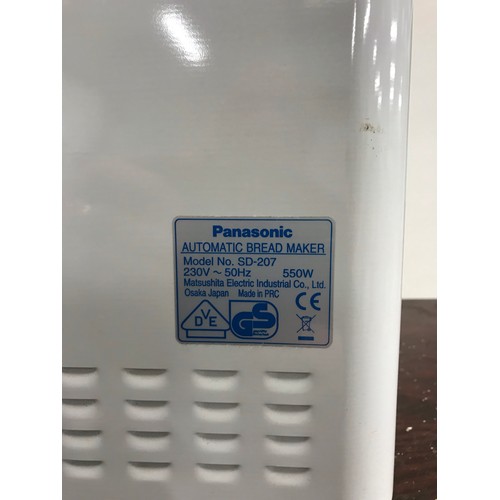 Panasonic
AUTOMATIC BREAD MAKER
Model No. SD-207
230V ~ 50Hz 550W
Matsushita Electric Industrial Co., Ltd.
Osaka Japan Made in PRC
CE
DVE
GS